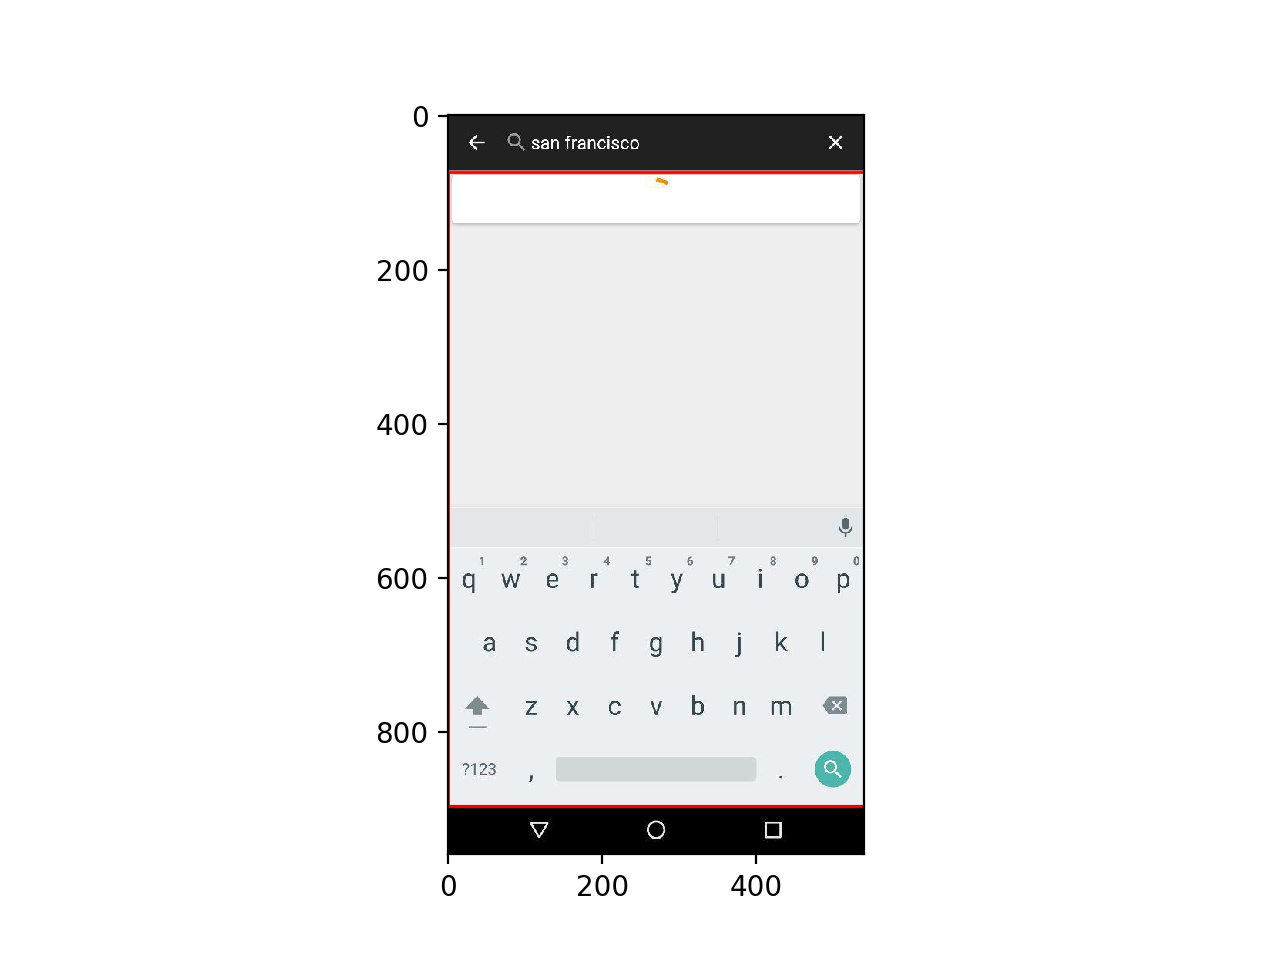 0
san francisco
200
400
1 2 3 4 5 6 7 8 9 0
600
q w e r t y u i o p
a s d f g h j k l
z x c v b n m
800
?123 , .
0 200 400